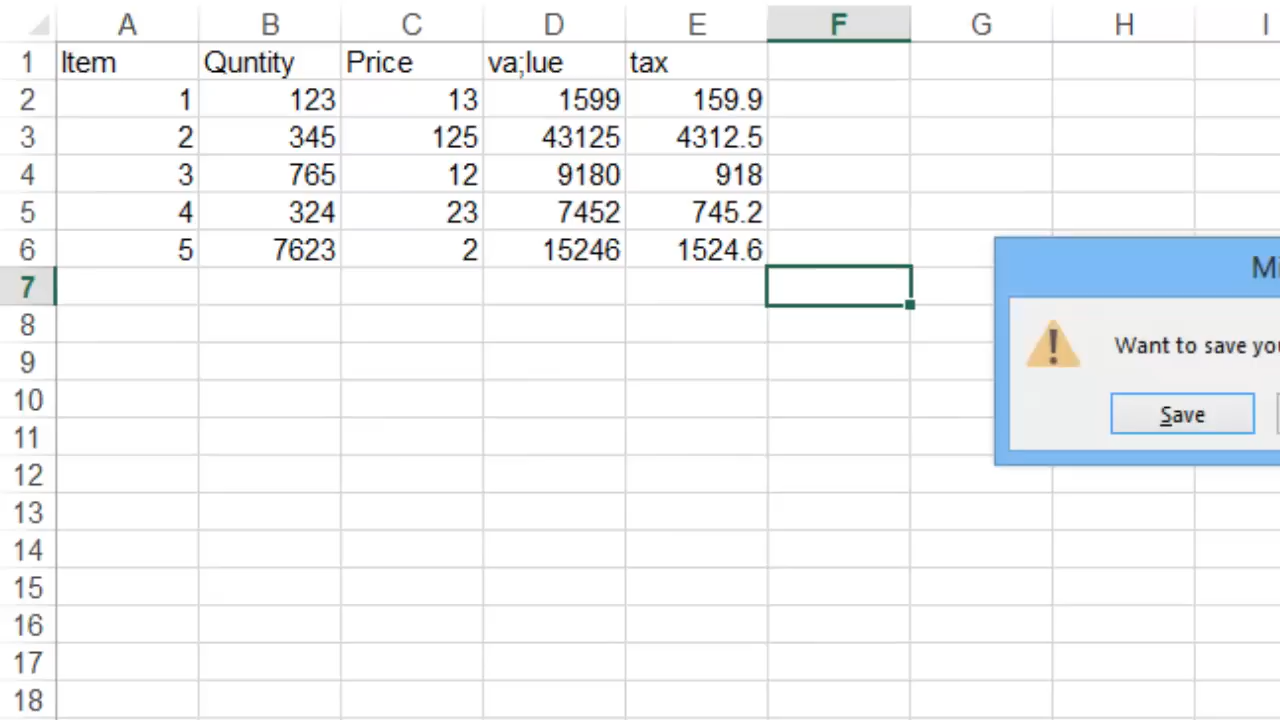 A B C D E F G H I
1 Item Quntity Price va;lue tax
2 1 123 13 1599 159.9
3 2 345 125 43125 4312.5
4 3 765 12 9180 918
5 4 324 23 7452 745.2
6 5 7623 2 15246 1524.6
7
8
9
10
11
12
13
14
15
16
17
18
Mi
Want to save you
Save